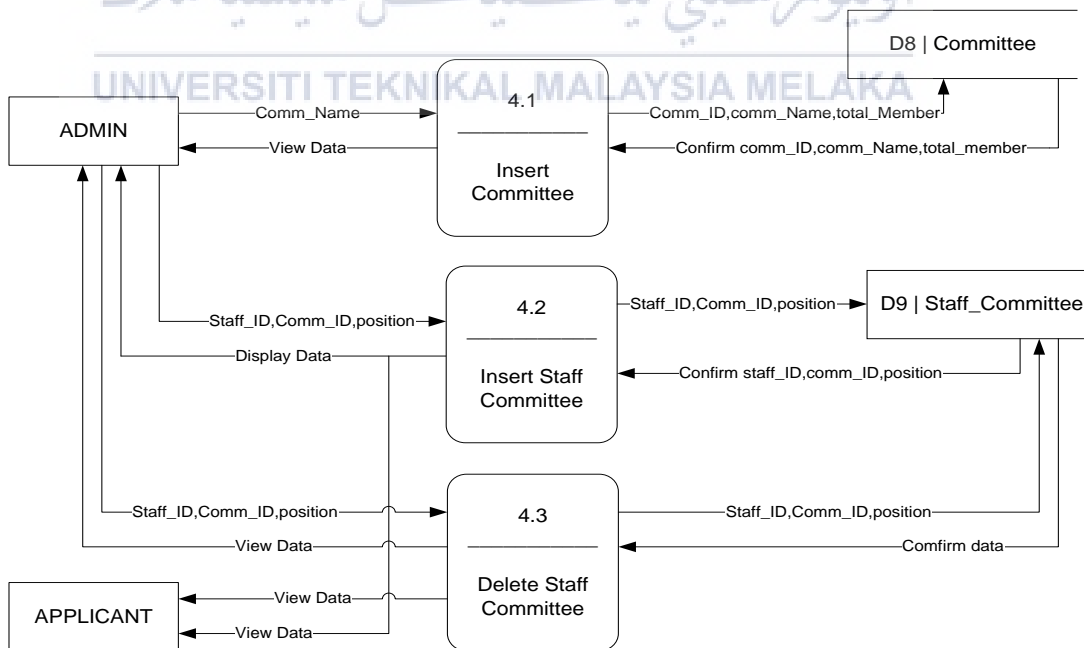 UNIVERSITI TEKNIKAL MALAYSIA MELAKA
D8 | Committee
ADMIN
Comm_Name
View Data
4.1
Insert
Committee
Comm_ID,comm_Name,total_Member
Confirm comm_ID,comm_Name,total_member
Staff_ID,Comm_ID,position
Display Data
4.2
Insert Staff
Committee
Staff_ID,Comm_ID,position
Confirm staff_ID,comm_ID,position
D9 | Staff_Committee
Staff_ID,Comm_ID,position
View Data
4.3
Delete Staff
Committee
Staff_ID,Comm_ID,position
Comfirm data
APPLICANT
View Data
View Data